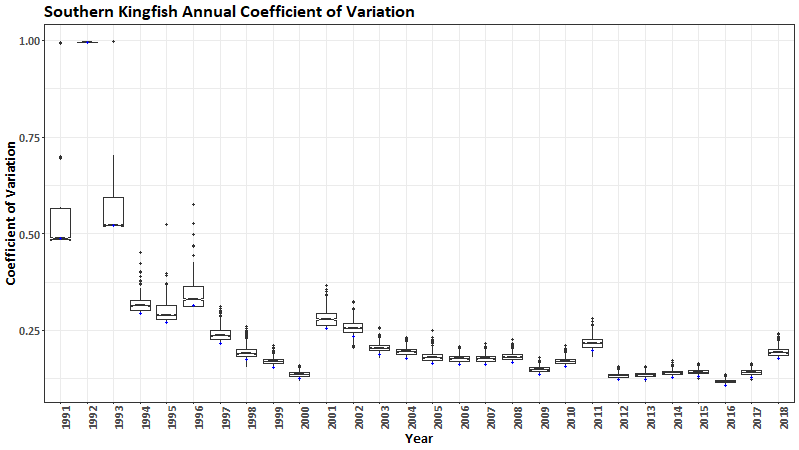 Southern Kingfish Annual Coefficient of Variation
Coefficient of Variation
1.00
0.75
0.50
0.25
1991 1992 1993 1994 1995 1996 1997 1998 1999 2000 2001 2002 2003 2004 2005 2006 2007 2008 2009 2010 2011 2012 2013 2014 2015 2016 2017 2018
Year